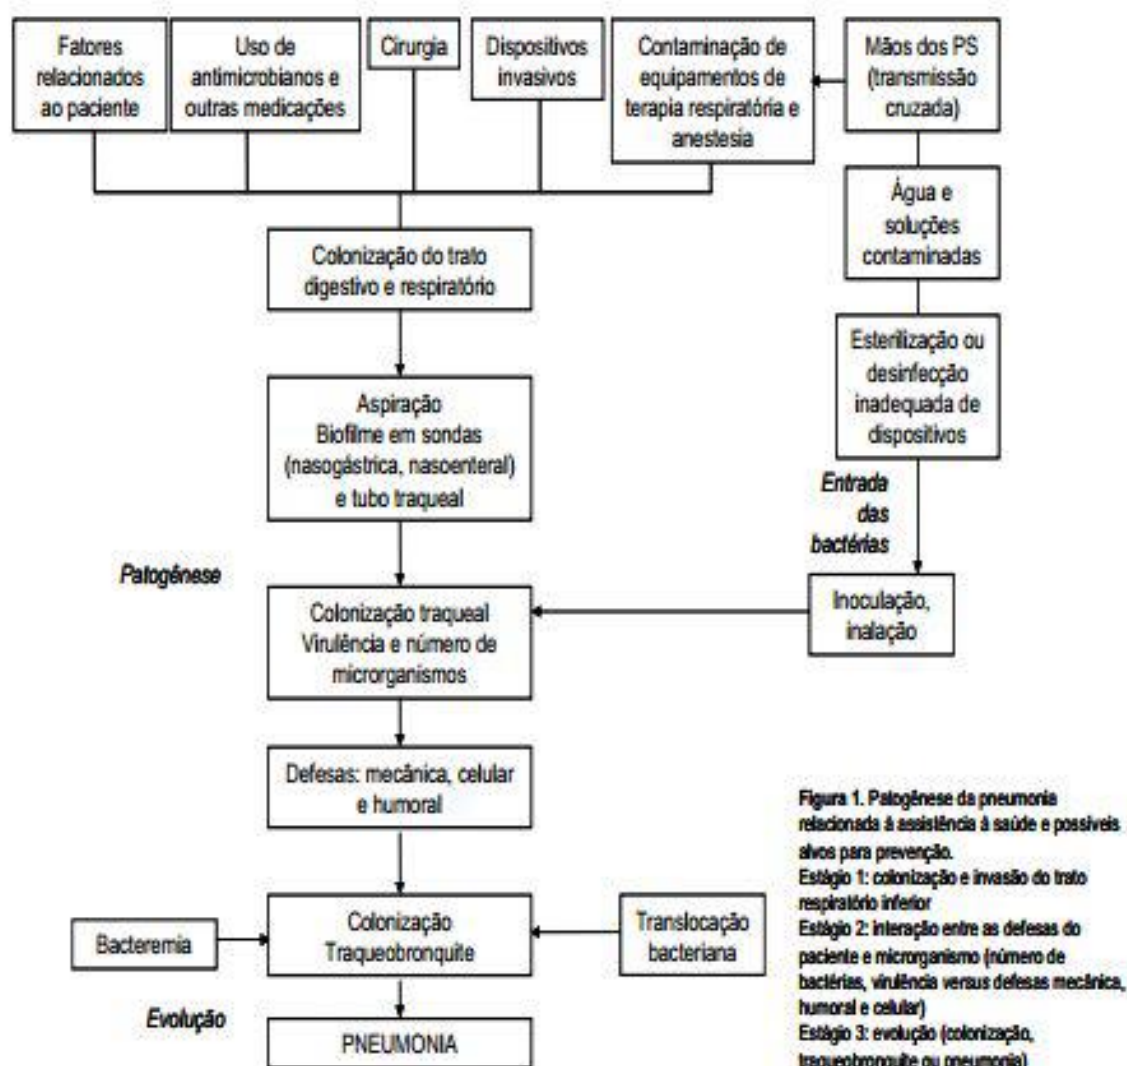 Fatores
relacionados
ao paciente
Uso de
antimicrobianos e
outras medicações
Cirurgia
Dispositivos
invasivos
Contaminação de
equipamentos de
terapia respiratória e
anestesia
Mãos dos PS
(transmissão
cruzada)
Água e
soluções
contaminadas
Colonização do trato
digestivo e respiratório
Esterilização ou
desinfecção
inadequada de
dispositivos
Aspiração
Biofilme em sondas
(nasogástrica, nasoenteral)
e tubo traqueal
Entrada
das
bactérias
Patogênese
Inoculação,
inalação
Colonização traqueal
Virulência e número de
microrganismos
Defesas: mecânica, celular
e humoral
Bacteremia
Colonização
Traqueobronquite
Translocação
bacteriana
Evolução
PNEUMONIA
Figura 1. Patogênese da pneumonia
relacionada à assistência à saúde e possíveis
alvos para prevenção.
Estágio 1: colonização e invasão do trato
respiratório inferior
Estágio 2: interação entre as defesas do
paciente e microrganismo (número de
bactérias, virulência versus defesas mecânica,
humoral e celular)
Estágio 3: evolução (colonização,
traqueobronquite ou pneumonia)